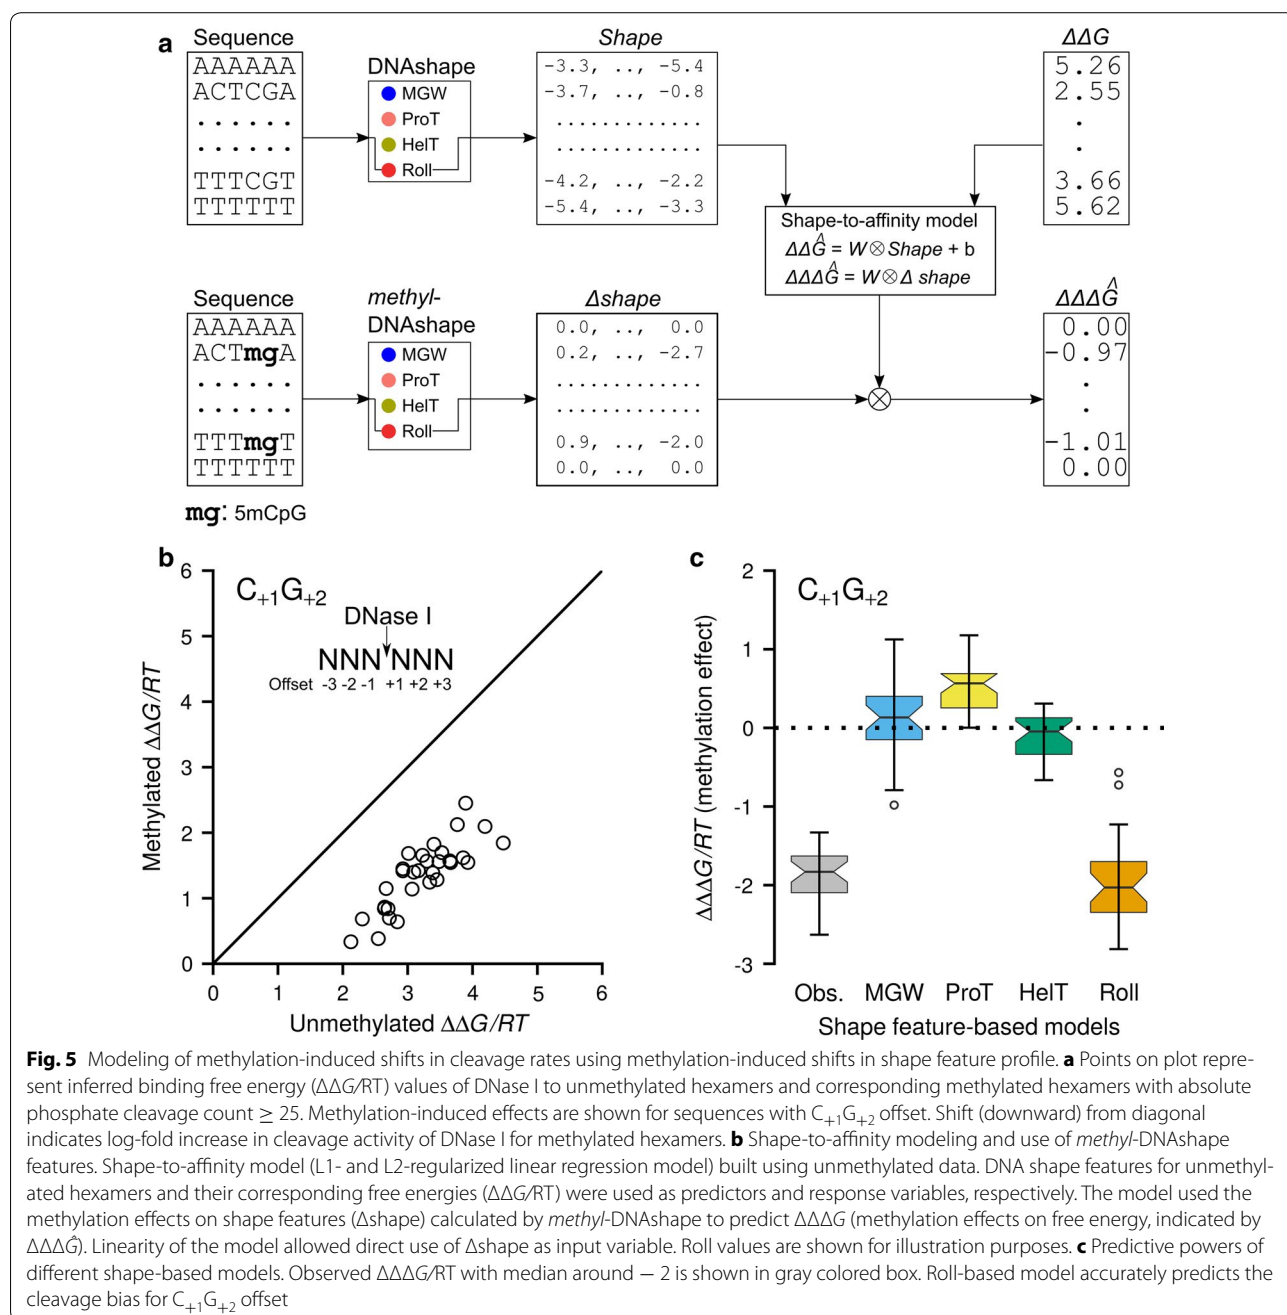 a
Sequence
AAAAAA
ACTCGA
......
......
TTTCGT
TTTTTT
DNAshape
MGW
ProT
HelT
Roll
Shape
-3.3, .., -5.4
-3.7, .., -0.8
.............
.............
-4.2, .., -2.2
-5.4, .., -3.3
ΔΔG
5.26
2.55
.
.
3.66
5.62
Shape-to-affinity model
ΔΔĜ = W⊗Shape + b
ΔΔΔĜ = W⊗Δ shape
Sequence
AAAAAA
ACTmgA
......
......
TTTmgT
TTTTTT
mg: 5mCpG
methyl-
DNAshape
MGW
ProT
HelT
Roll
Δshape
0.0, .., 0.0
0.2, .., -2.7
.............
.............
0.9, .., -2.0
0.0, .., 0.0
ΔΔΔĜ
0.00
-0.97
.
.
-1.01
0.00
b
C+1G+2
DNase I
NNN NNN
Offset -3 -2 -1 +1 +2 +3
Methylated ΔΔG/RT
6
5
4
3
2
1
0
0 1 2 3 4 5 6
Unmethylated ΔΔG/RT
c
C+1G+2
ΔΔΔG/RT (methylation effect)
2
1
0
-1
-2
-3
Obs. MGW ProT HelT Roll
Shape feature-based models
Fig. 5 Modeling of methylation-induced shifts in cleavage rates using methylation-induced shifts in shape feature profile. a Points on plot repre-
sent inferred binding free energy (ΔΔG/RT) values of DNase I to unmethylated hexamers and corresponding methylated hexamers with absolute
phosphate cleavage count ≥ 25. Methylation-induced effects are shown for sequences with C+1G+2 offset. Shift (downward) from diagonal
indicates log-fold increase in cleavage activity of DNase I for methylated hexamers. b Shape-to-affinity modeling and use of methyl-DNAshape
features. Shape-to-affinity model (L1- and L2-regularized linear regression model) built using unmethylated data. DNA shape features for unmethyl-
ated hexamers and their corresponding free energies (ΔΔG/RT) were used as predictors and response variables, respectively. The model used the
methylation effects on shape features (Δshape) calculated by methyl-DNAshape to predict ΔΔΔG (methylation effects on free energy, indicated by
ΔΔΔĜ). Linearity of the model allowed direct use of Δshape as input variable. Roll values are shown for illustration purposes. c Predictive powers of
different shape-based models. Observed ΔΔΔG/RT with median around − 2 is shown in gray colored box. Roll-based model accurately predicts the
cleavage bias for C+1G+2 offset